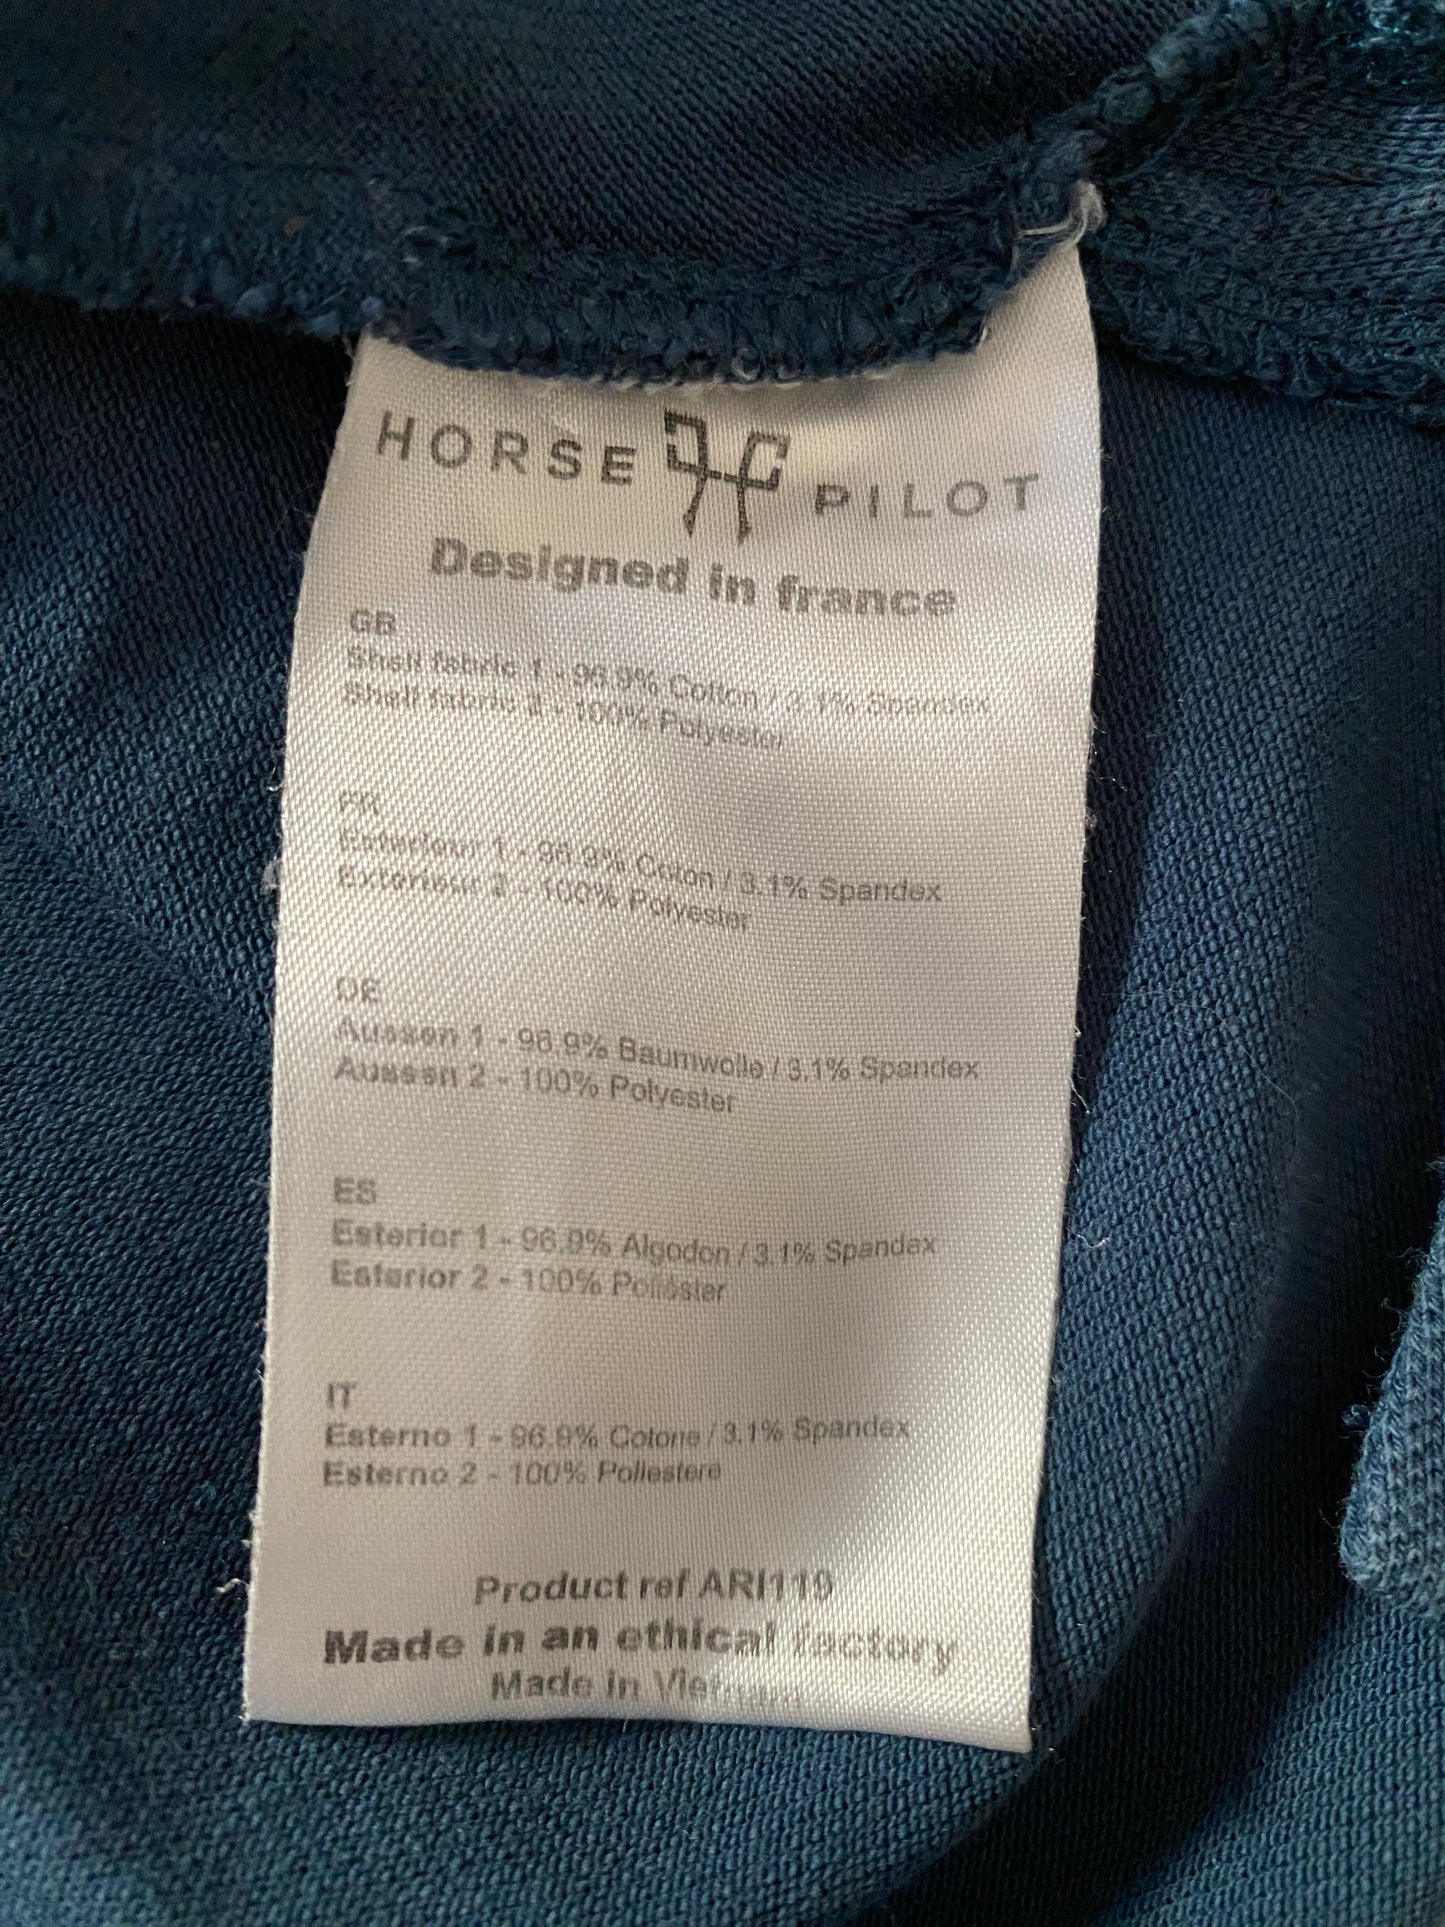 HORSE PILOT
Designed in france
GB
Shell fabric 1 - 96.9% Cotton / 3.1% Spandex
Shell fabric 2 - 100% Polyester
FR
Exterieur 1 - 96.9% Coton / 3.1% Spandex
Exterieur 2 - 100% Polyester
DE
Aussen 1 - 96.9% Baumwolle / 3.1% Spandex
Aussen 2 - 100% Polyester
ES
Esterior 1 - 96.9% Algodon / 3.1% Spandex
Esterior 2 - 100% Poliéster
IT
Esterno 1 - 96.9% Cotone / 3.1% Spandex
Esterno 2 - 100% Poliestere
Product ref ARI119
Made in an ethical factory
Made in Vietnam